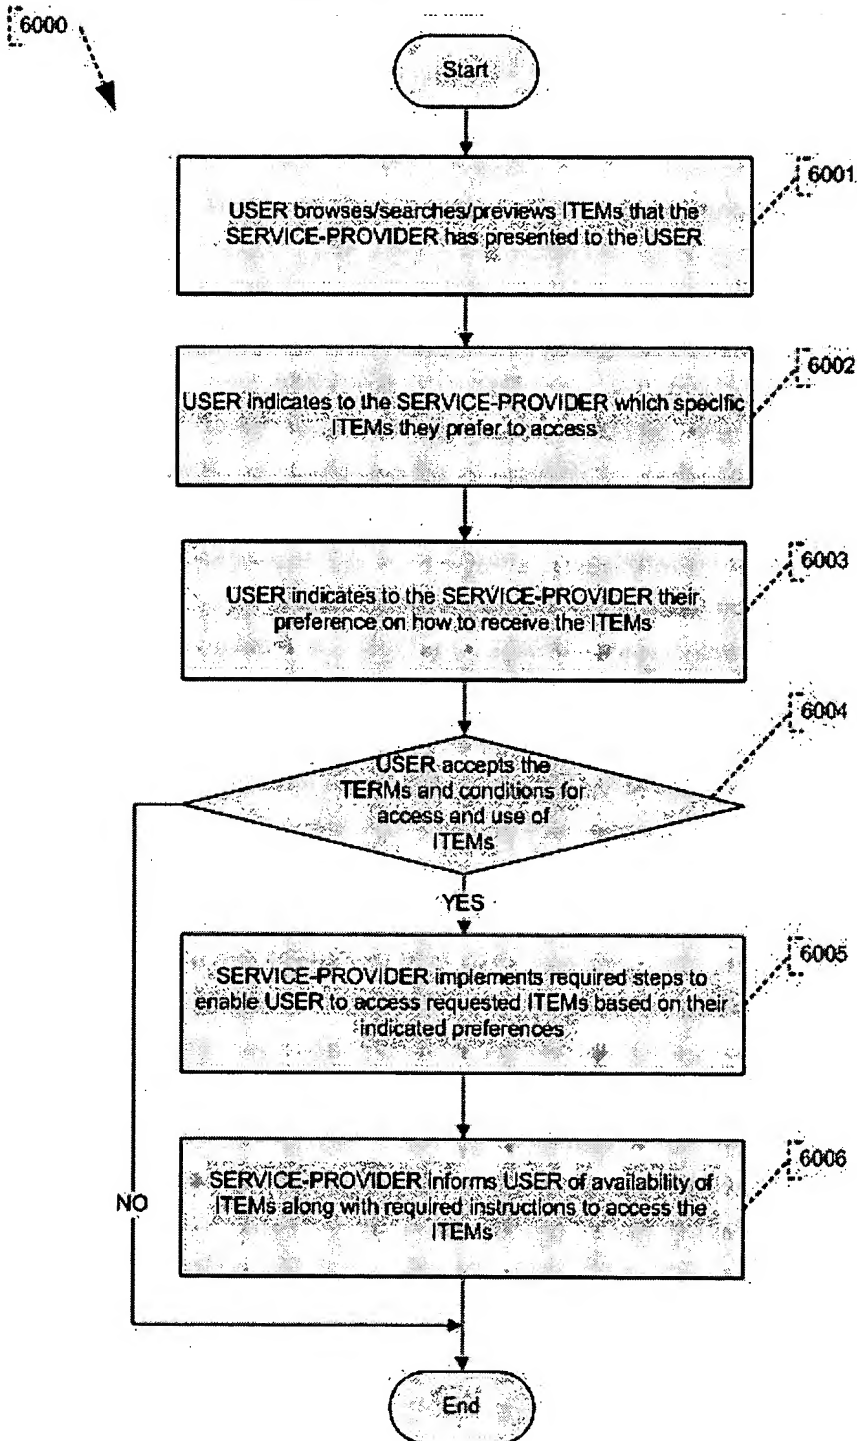 6000
Start
6001
USER browses/searches/previews ITEMs that the
SERVICE-PROVIDER has presented to the USER
6002
USER indicates to the SERVICE-PROVIDER which specific
ITEMs they prefer to access
6003
USER indicates to the SERVICE-PROVIDER their
preference on how to receive the ITEMs
6004
USER accepts the
TERMs and conditions for
access and use of
ITEMs
YES
6005
SERVICE-PROVIDER implements required steps to
enable USER to access requested ITEMs based on their
indicated preferences
6006
SERVICE-PROVIDER informs USER of availability of
ITEMs along with required instructions to access the
ITEMs
NO
End